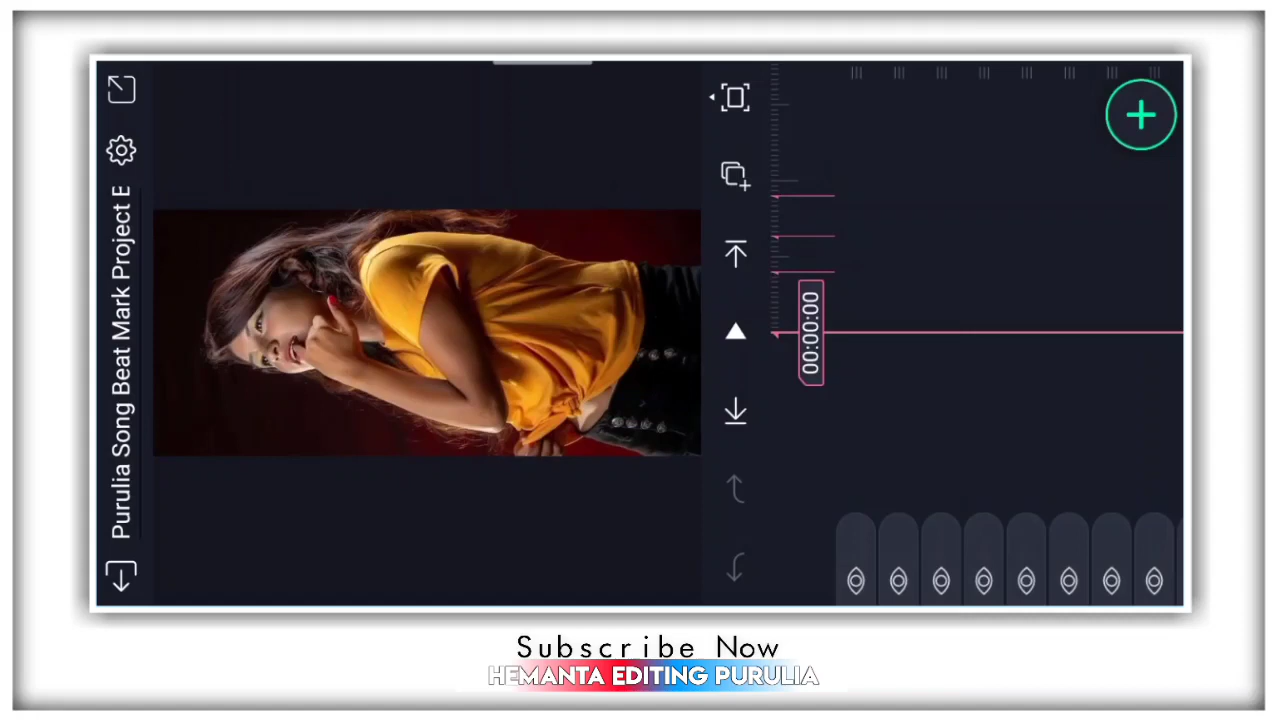 Purulia Song Beat Mark Project E
00:00:00
Subscribe Now
HEMANTA EDITING PURULIA